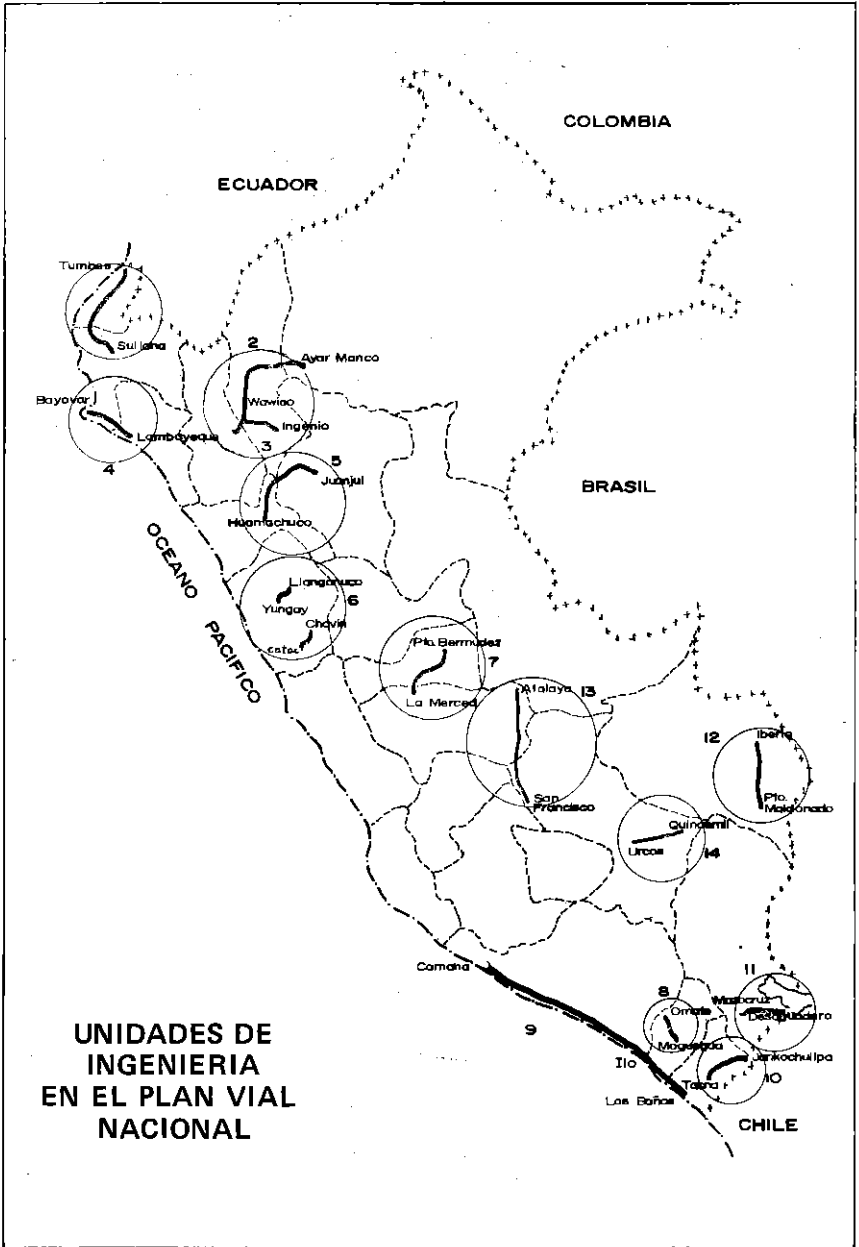 COLOMBIA
ECUADOR
Tumbes
Sullana
2
Ayar Manco
Bayovar
Wawico
Ingenio
Lambayeque
3
4
5
Juanjui
BRASIL
Huamachuco
OCEANO PACIFICO
Llanganuco
6
Yungay
Chavin
Catac
Pto. Bermudez
7
La Merced
Atalaya
13
12
Iberia
San Francisco
Pto. Maldonado
Quincemil
Urcos
14
Camana
11
8
Mazocruz
Omate
Desaguadero
9
Moquegua
Ilo
Jankochullpa
Tacna
10
Los Baños
CHILE
UNIDADES DE
INGENIERIA
EN EL PLAN VIAL
NACIONAL